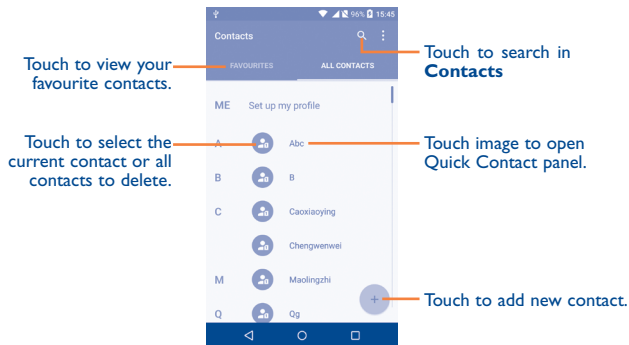 96% 15:45
Contacts
FAVOURITES ALL CONTACTS
ME Set up my profile
A Abc
B B
C Caoxiaoying
Chengwenwei
M Maolingzhi
Q Qg
Touch to view your
favourite contacts.
Touch to select the
current contact or all
contacts to delete.
Touch to search in
Contacts
Touch image to open
Quick Contact panel.
Touch to add new contact.